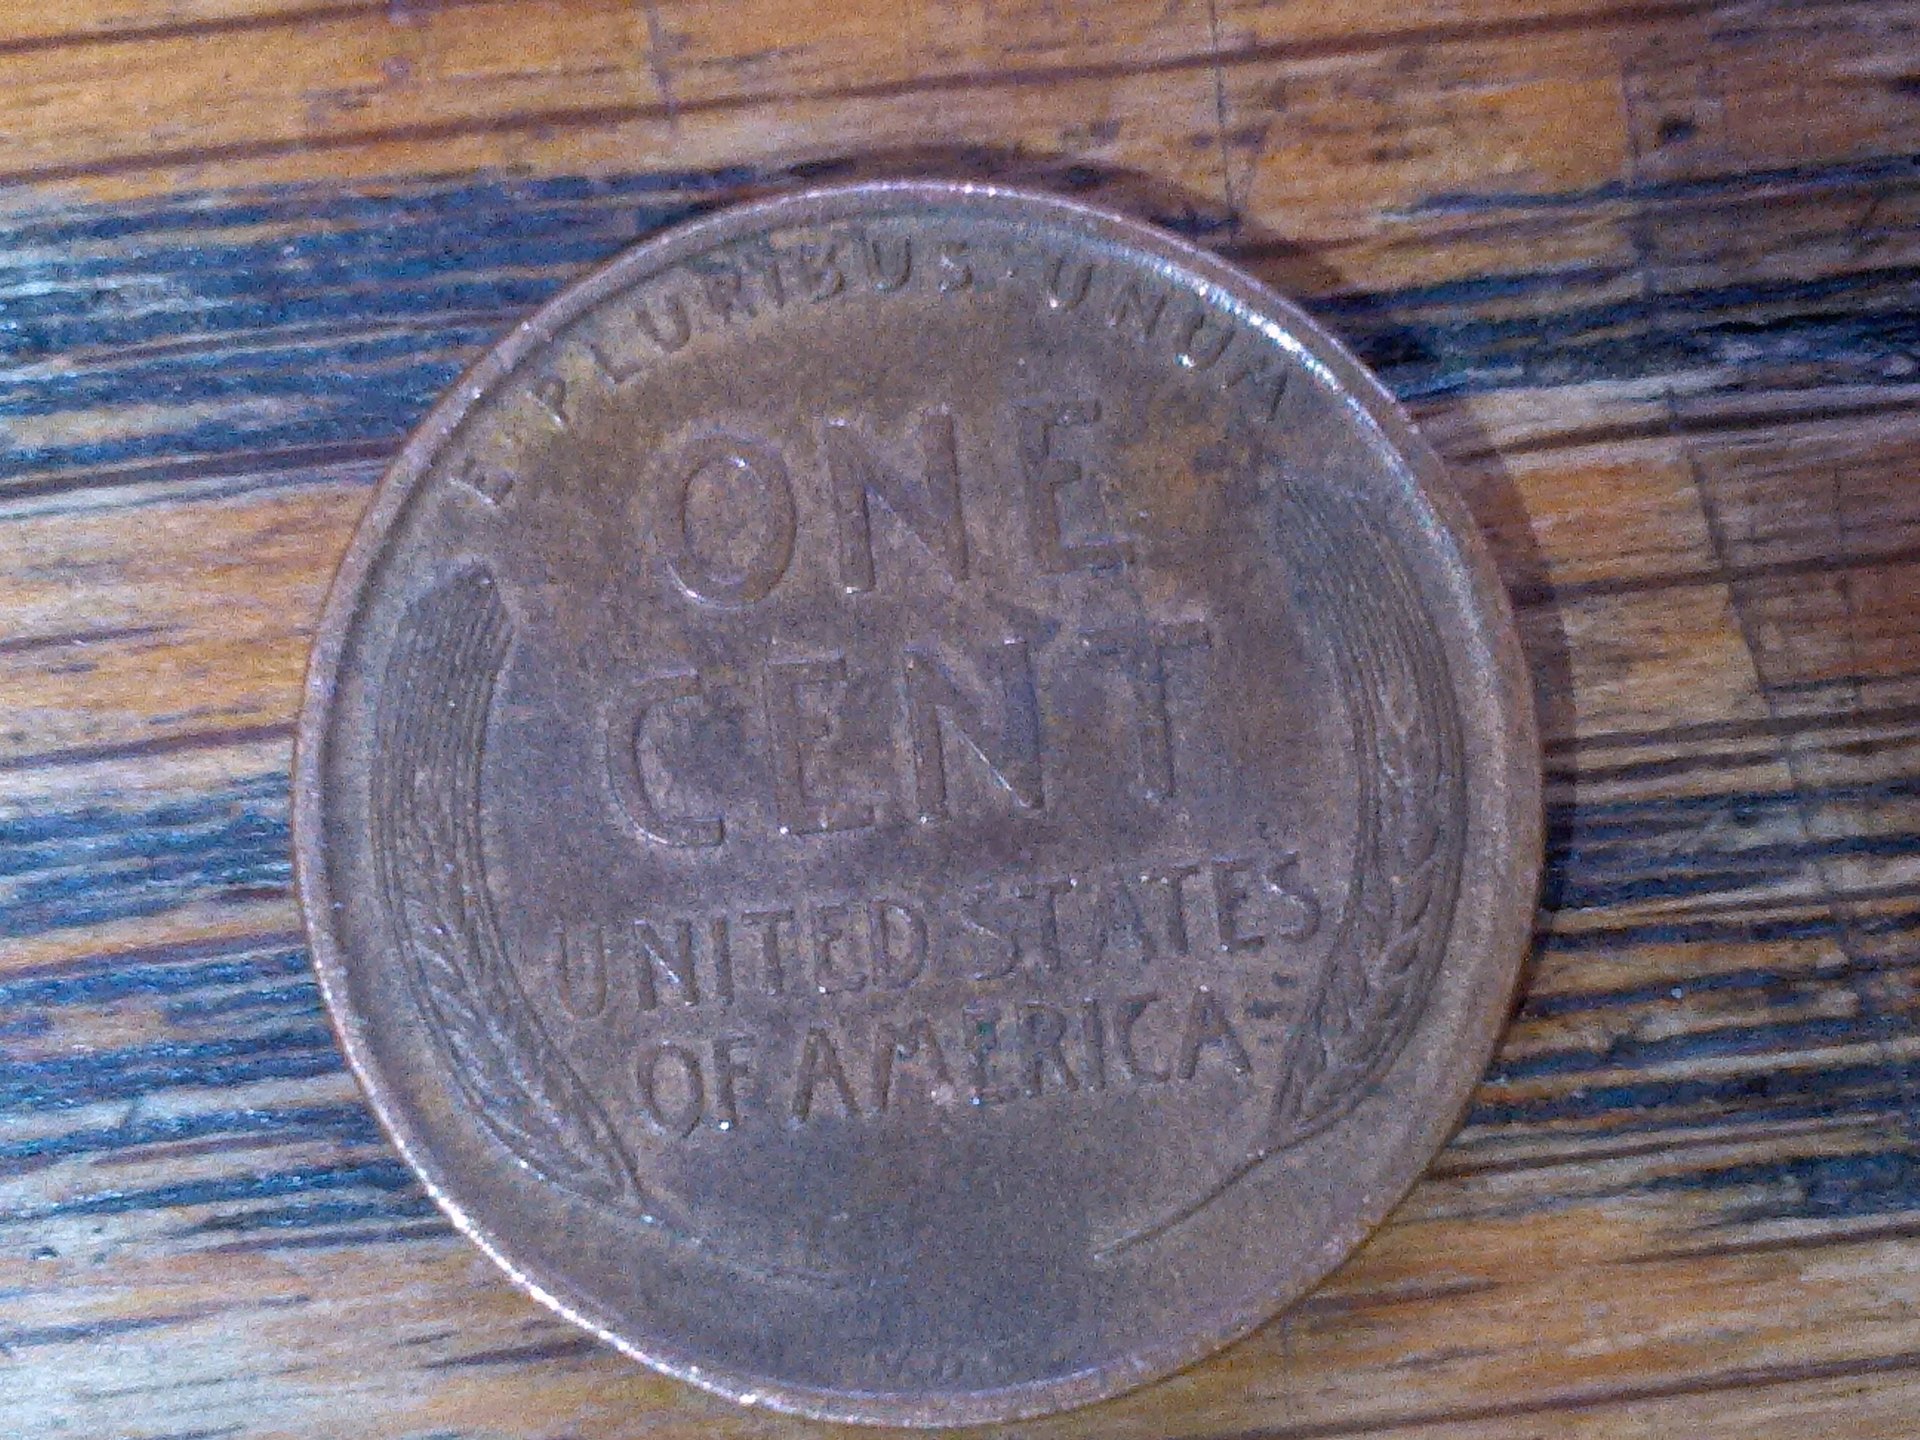 E·PLURIBUS·UNUM
ONE
CENT
UNITED STATES
OF AMERICA